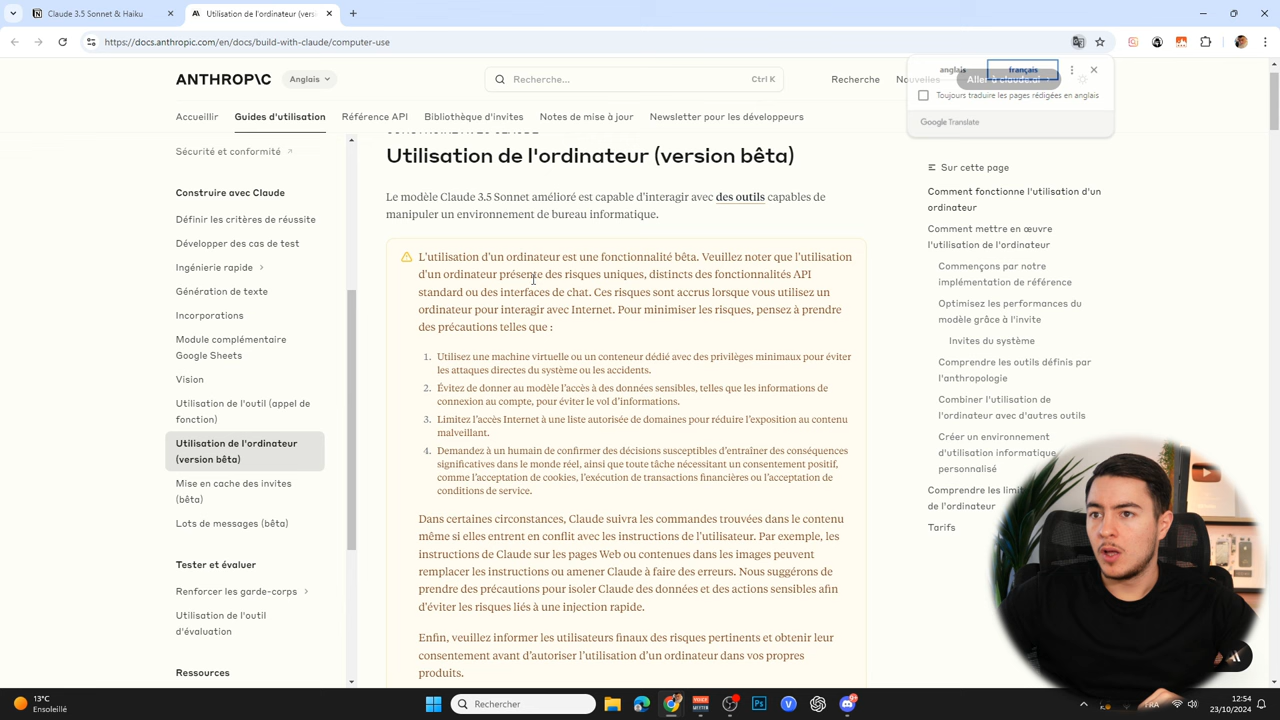 Claude 3.5 Sonnet & Haiku
Utilisation de l'ordinateur (vers
https://docs.anthropic.com/en/docs/build-with-claude/computer-use
ANTHROP\C
Anglais
Recherche...
Ctrl K
Recherche
Aller à claude.ai
anglais
français
Toujours traduire les pages rédigées en anglais
Google Translate
Accueillir
Guides d'utilisation
Référence API
Bibliothèque d'invites
Notes de mise à jour
Newsletter pour les développeurs
Sécurité et conformité
Construire avec Claude
Définir les critères de réussite
Développer des cas de test
Ingénierie rapide
Génération de texte
Incorporations
Module complémentaire
Google Sheets
Vision
Utilisation de l'outil (appel de
fonction)
Utilisation de l'ordinateur
(version bêta)
Mise en cache des invites
(bêta)
Lots de messages (bêta)
Tester et évaluer
Renforcer les garde-corps
Utilisation de l'outil
d'évaluation
Ressources
CONSTRUIRE AVEC CLAUDE
Utilisation de l'ordinateur (version bêta)
Le modèle Claude 3.5 Sonnet amélioré est capable d'interagir avec des outils capables de
manipuler un environnement de bureau informatique.
L'utilisation d'un ordinateur est une fonctionnalité bêta. Veuillez noter que l'utilisation
d'un ordinateur présente des risques uniques, distincts des fonctionnalités API
standard ou des interfaces de chat. Ces risques sont accrus lorsque vous utilisez un
ordinateur pour interagir avec Internet. Pour minimiser les risques, pensez à prendre
des précautions telles que :
1. Utilisez une machine virtuelle ou un conteneur dédié avec des privilèges minimaux pour éviter
les attaques directes du système ou les accidents.
2. Évitez de donner au modèle l'accès à des données sensibles, telles que les informations de
connexion au compte, pour éviter le vol d'informations.
3. Limitez l'accès Internet à une liste autorisée de domaines pour réduire l'exposition au contenu
malveillant.
4. Demandez à un humain de confirmer des décisions susceptibles d'entraîner des conséquences
significatives dans le monde réel, ainsi que toute tâche nécessitant un consentement positif,
comme l'acceptation de cookies, l'exécution de transactions financières ou l'acceptation de
conditions de service.
Dans certaines circonstances, Claude suivra les commandes trouvées dans le contenu
même si elles entrent en conflit avec les instructions de l'utilisateur. Par exemple, les
instructions de Claude sur les pages Web ou contenues dans les images peuvent
remplacer les instructions ou amener Claude à faire des erreurs. Nous suggérons de
prendre des précautions pour isoler Claude des données et des actions sensibles afin
d'éviter les risques liés à une injection rapide.
Enfin, veuillez informer les utilisateurs finaux des risques pertinents et obtenir leur
consentement avant d'autoriser l'utilisation d'un ordinateur dans vos propres
produits.
Sur cette page
Comment fonctionne l'utilisation d'un
ordinateur
Comment mettre en œuvre
l'utilisation de l'ordinateur
Commençons par notre
implémentation de référence
Optimisez les performances du
modèle grâce à l'invite
Invites du système
Comprendre les outils définis par
l'anthropologie
Combiner l'utilisation de
l'ordinateur avec d'autres outils
Créer un environnement
d'utilisation informatique
personnalisé
Comprendre les
de l'ordinateur
Tarifs
13°C
Ensoleillé
Rechercher
FRA
12:54
23/10/2024